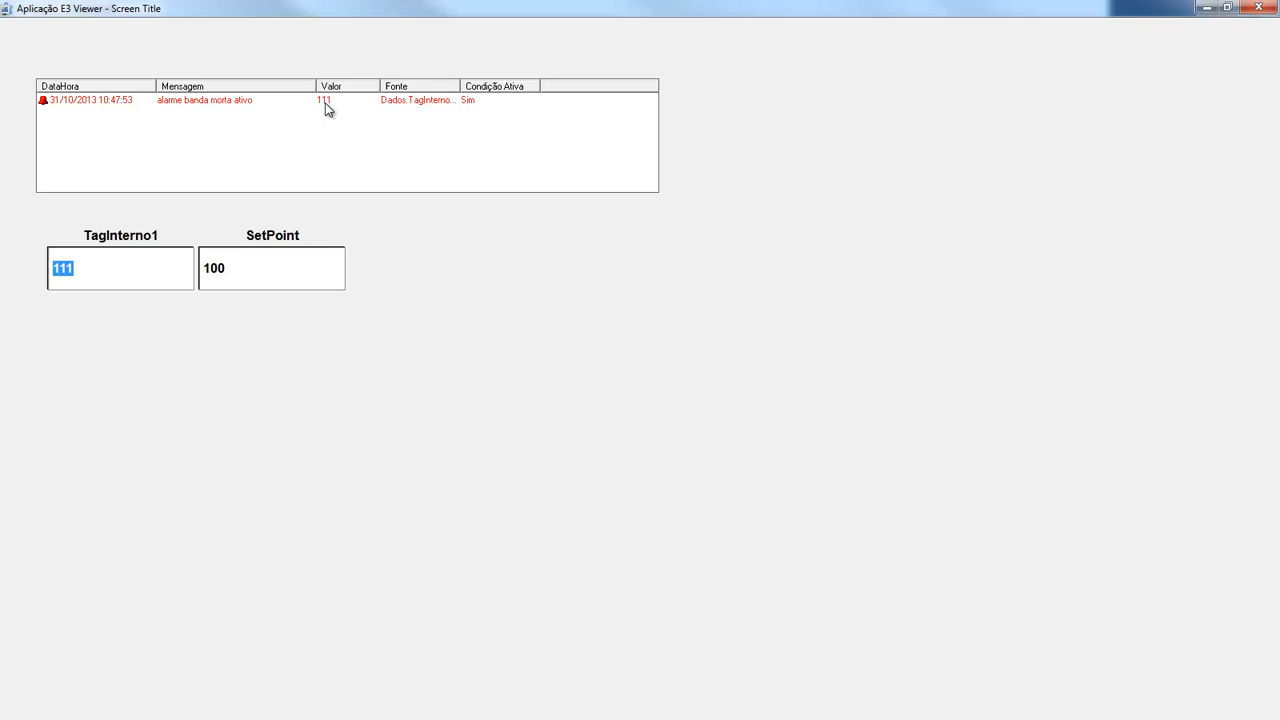 Aplicação E3 Viewer - Screen Title
DataHora Mensagem Valor Fonte Condição Ativa
31/10/2013 10:47:53 alarme banda morta ativo 111 Dados.TagInterno... Sim
TagInterno1 SetPoint
111 100